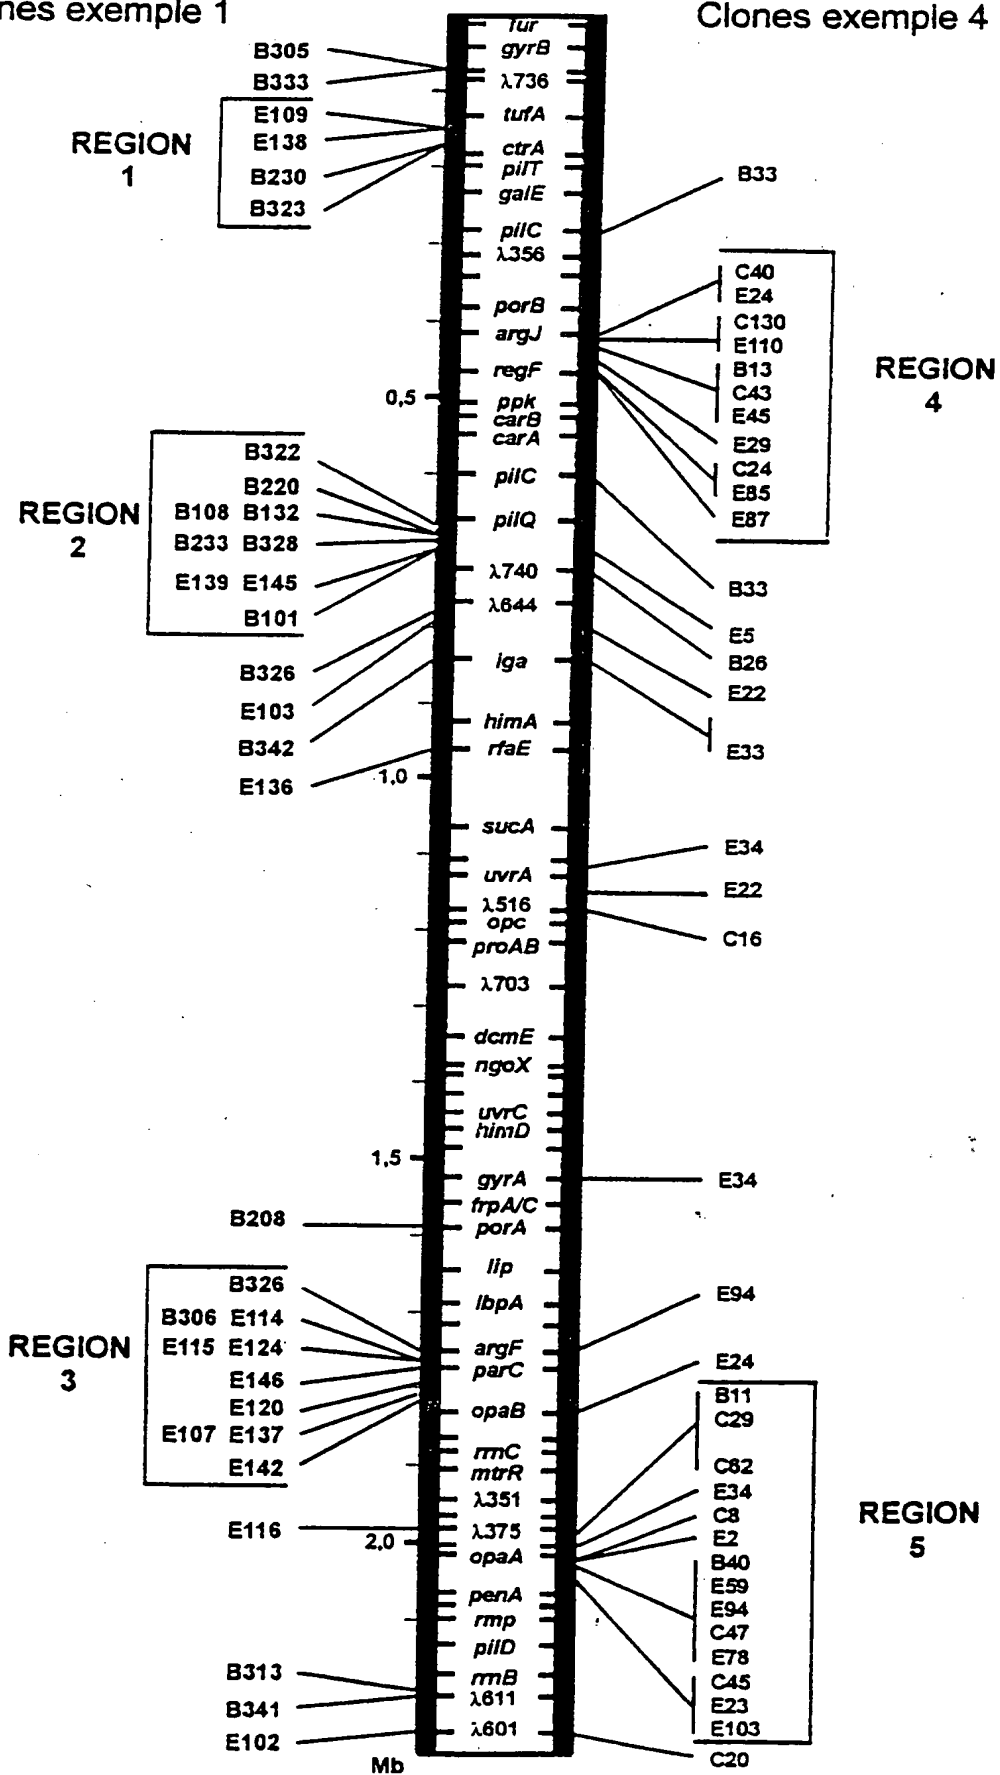 nes exemple 1
Clones exemple 4
B305
B333
REGION
1
E109
E138
B230
B323
REGION
2
B322
B220
B108 B132
B233 B328
E139 E145
B101
B326
E103
B342
E136
B208
REGION
3
B326
B306 E114
E115 E124
E146
E120
E107 E137
E142
E116
B313
B341
E102
0,5
1,0
1,5
2,0
Mb
fur
gyrB
λ736
tufA
ctrA
pilT
galE
pilC
λ356
porB
argJ
regF
ppk
carB
carA
pilC
pilQ
λ740
λ644
iga
himA
rfaE
sucA
uvrA
λ516
opc
proAB
λ703
dcmE
ngoX
uvrC
himD
gyrA
frpA/C
porA
lip
lbpA
argF
parC
opaB
rrnC
mtrR
λ351
λ375
opaA
penA
rmp
pilD
rrnB
λ611
λ601
B33
C40
E24
C130
E110
B13
C43
E45
E29
C24
E85
E87
REGION
4
B33
E5
B26
E22
E33
E34
E22
C16
E34
E94
E24
B11
C29
C62
E34
C8
E2
B40
E59
E94
C47
E78
C45
E23
E103
REGION
5
C20